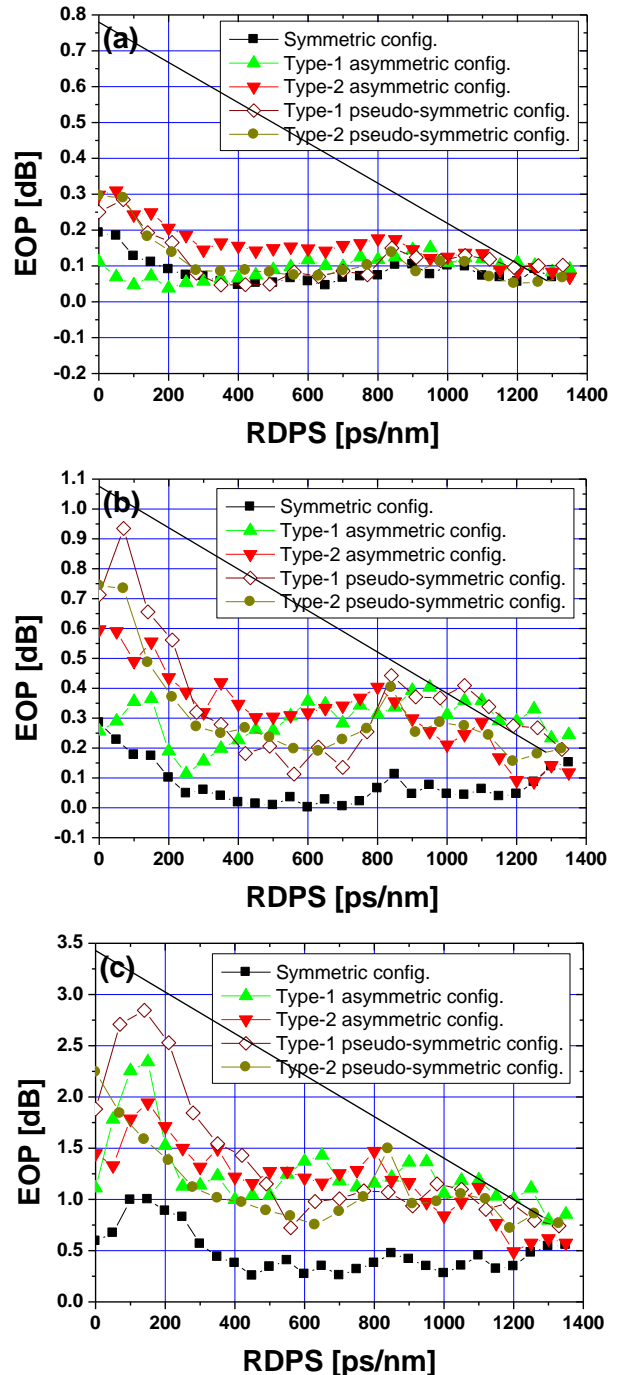 (a)
Symmetric config.
Type-1 asymmetric config.
Type-2 asymmetric config.
Type-1 pseudo-symmetric config.
Type-2 pseudo-symmetric config.
EOP [dB]
0.8
0.7
0.6
0.5
0.4
0.3
0.2
0.1
0.0
-0.1
-0.2
0 200 400 600 800 1000 1200 1400
RDPS [ps/nm]
(b)
Symmetric config.
Type-1 asymmetric config.
Type-2 asymmetric config.
Type-1 pseudo-symmetric config.
Type-2 pseudo-symmetric config.
EOP [dB]
1.1
1.0
0.9
0.8
0.7
0.6
0.5
0.4
0.3
0.2
0.1
0.0
-0.1
0 200 400 600 800 1000 1200 1400
RDPS [ps/nm]
(c)
Symmetric config.
Type-1 asymmetric config.
Type-2 asymmetric config.
Type-1 pseudo-symmetric config.
Type-2 pseudo-symmetric config.
EOP [dB]
3.5
3.0
2.5
2.0
1.5
1.0
0.5
0.0
0 200 400 600 800 1000 1200 1400
RDPS [ps/nm]